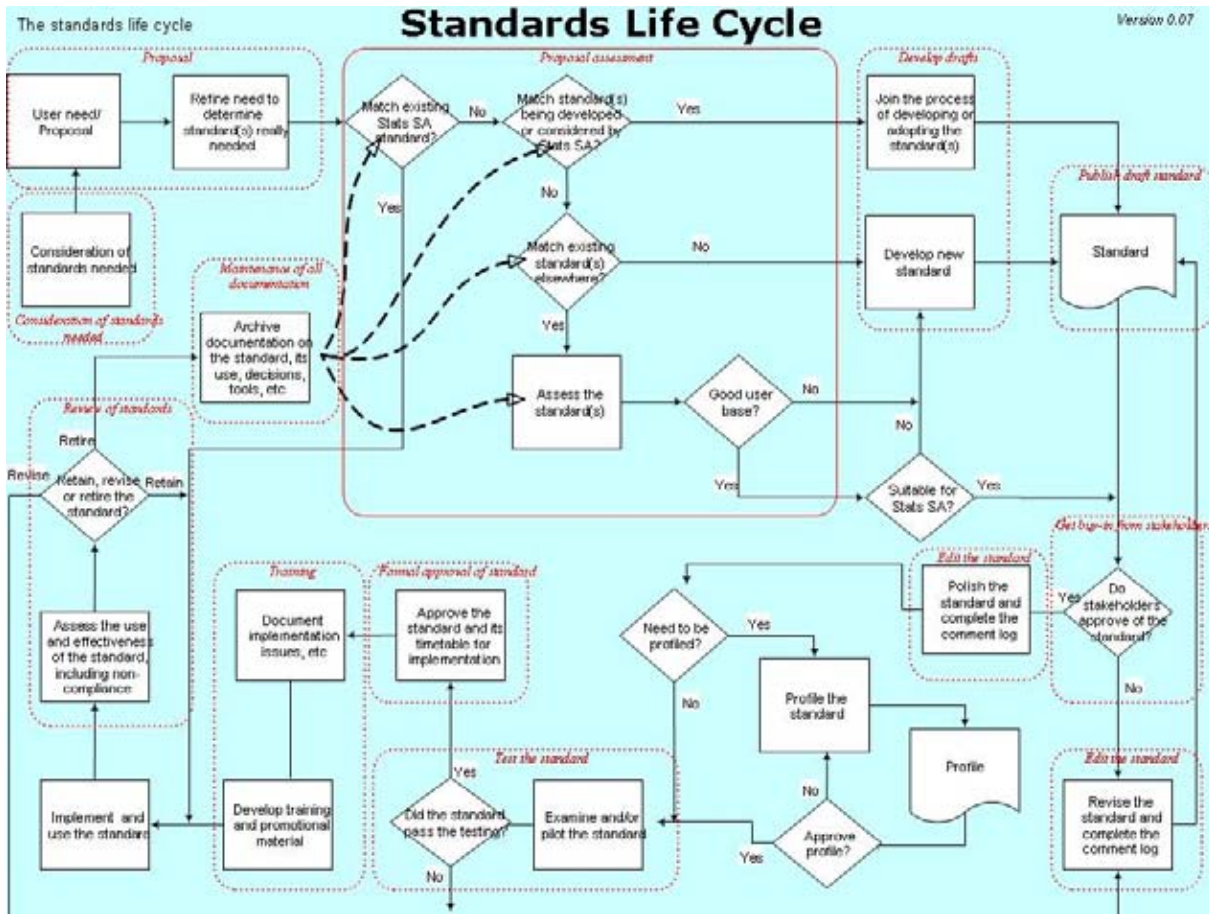 The standards life cycle
Standards Life Cycle
Version 0.07
Proposal
User need/
Proposal
Refine need to
determine
standard(s) really
needed
Proposal assessment
Match existing
Stats SA
standard?
No
Match standard(s)
being developed
or considered by
Stats SA?
Yes
Develop drafts
Join the process
of developing or
adopting the
standard(s)
Yes
No
Publish draft standard
Standard
Consideration of
standards needed
Consideration of standards
needed
Maintenance of all
documentation
Archive
documentation on
the standard, its
use, decisions,
tools, etc
Match existing
standard(s)
elsewhere?
No
Develop new
standard
Yes
Assess the
standard(s)
Good user
base?
No
No
Yes
Suitable for
Stats SA?
Yes
Review of standards
Retire
Revise
Retain, revise
or retire the
standard?
Retain
Get buy-in from stakeholders
Do
stakeholders
approve of the
standard?
Yes
No
Edit the standard
Polish the
standard and
complete the
comment log
Training
Document
implementation
issues, etc
Formal approval of standard
Approve the
standard and its
timetable for
implementation
Need to be
profiled?
Yes
No
Assess the use
and effectiveness
of the standard,
including non-
compliance
Profile the
standard
Profile
No
Approve
profile?
Yes
Edit the standard
Revise the
standard and
complete the
comment log
Test the standard
Yes
Did the standard
pass the testing?
No
Examine and/or
pilot the standard
Implement and
use the standard
Develop training
and promotional
material